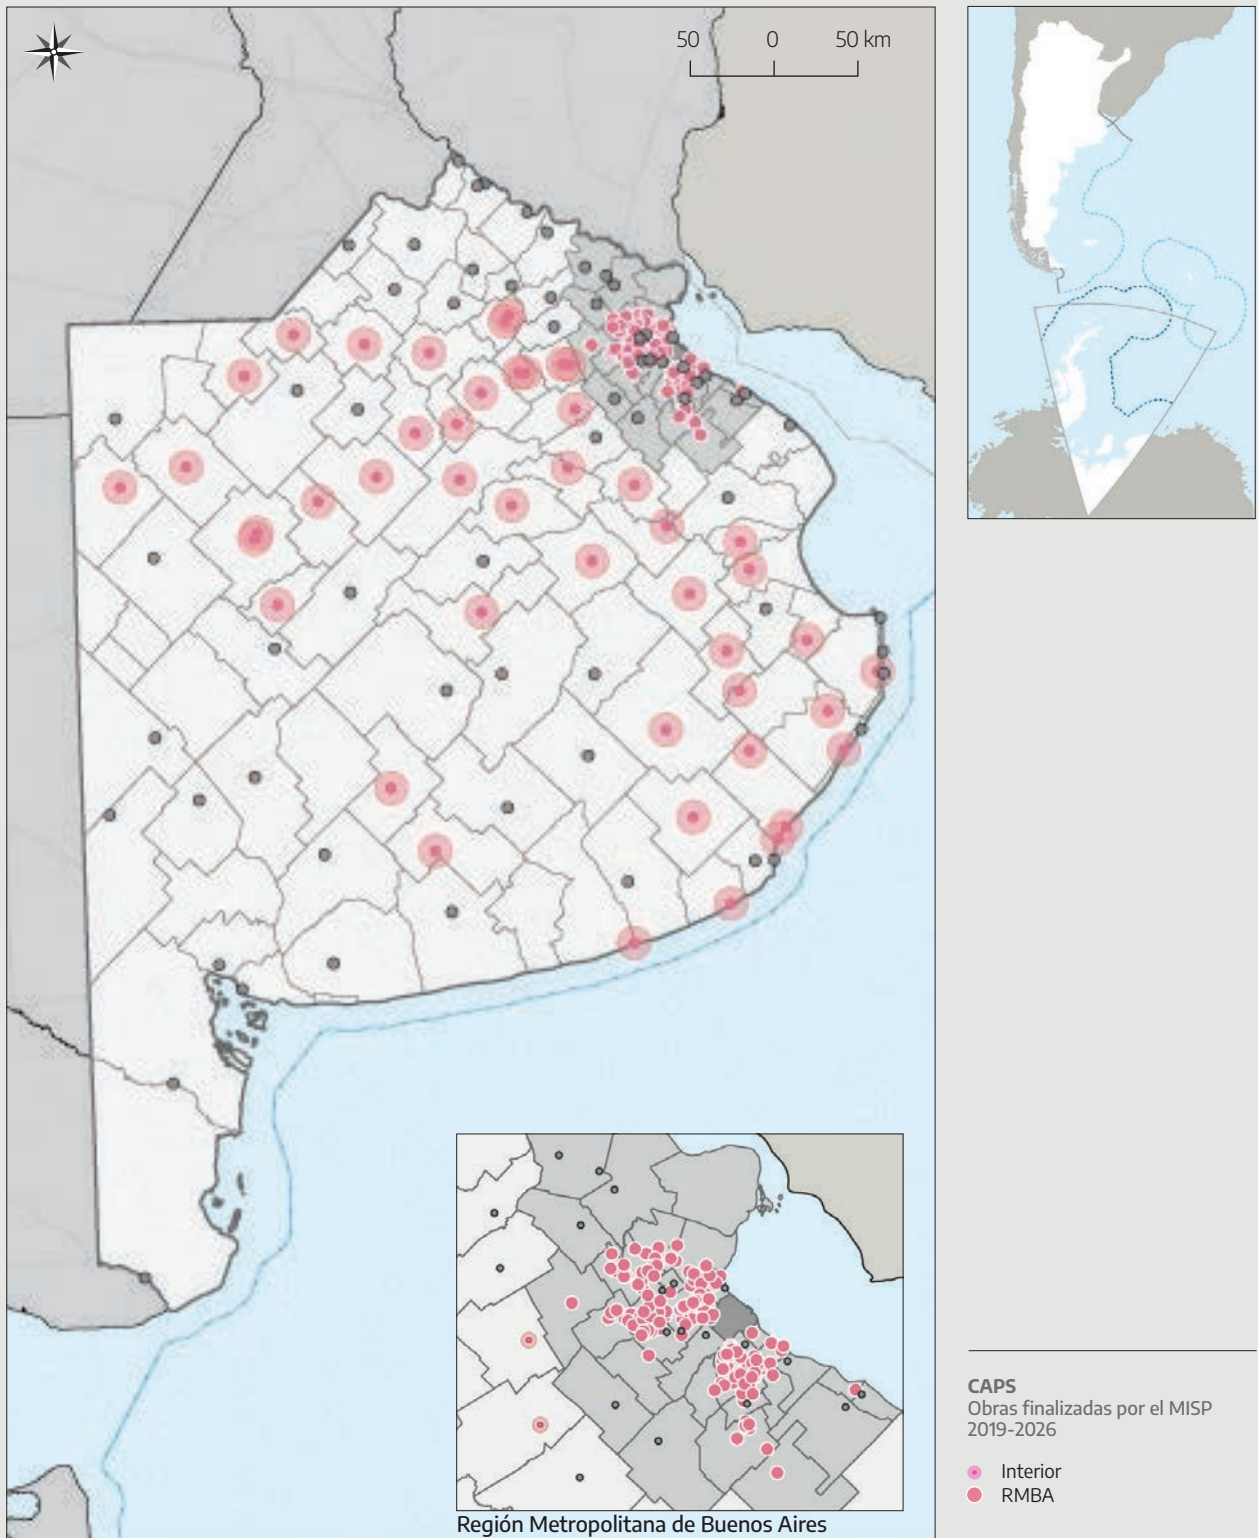 50 0 50 km
CAPS
Obras finalizadas por el MISP
2019-2026
Interior
RMBA
Región Metropolitana de Buenos Aires